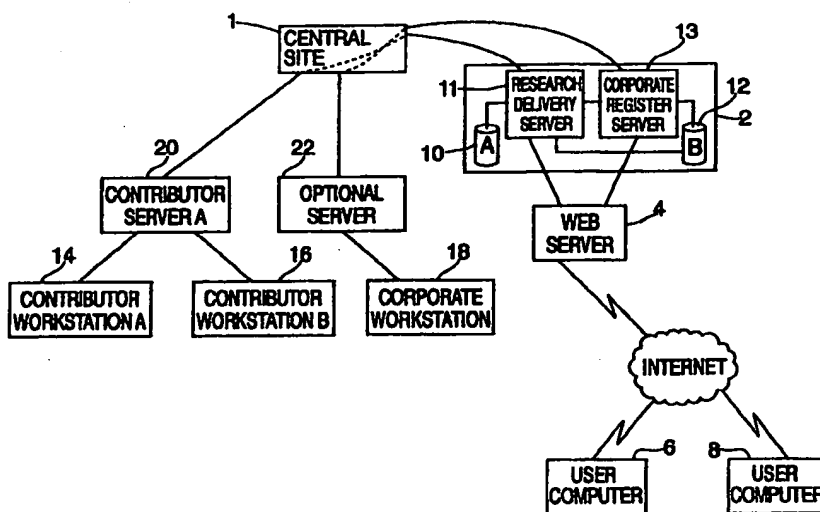 1
CENTRAL
SITE
13
11
RESEARCH
DELIVERY
SERVER
CORPORATE
REGISTER
SERVER
12
2
10
A
B
20
22
CONTRIBUTOR
SERVER A
OPTIONAL
SERVER
WEB
SERVER
4
14
16
18
CONTRIBUTOR
WORKSTATION A
CONTRIBUTOR
WORKSTATION B
CORPORATE
WORKSTATION
INTERNET
6
8
USER
COMPUTER
USER
COMPUTER